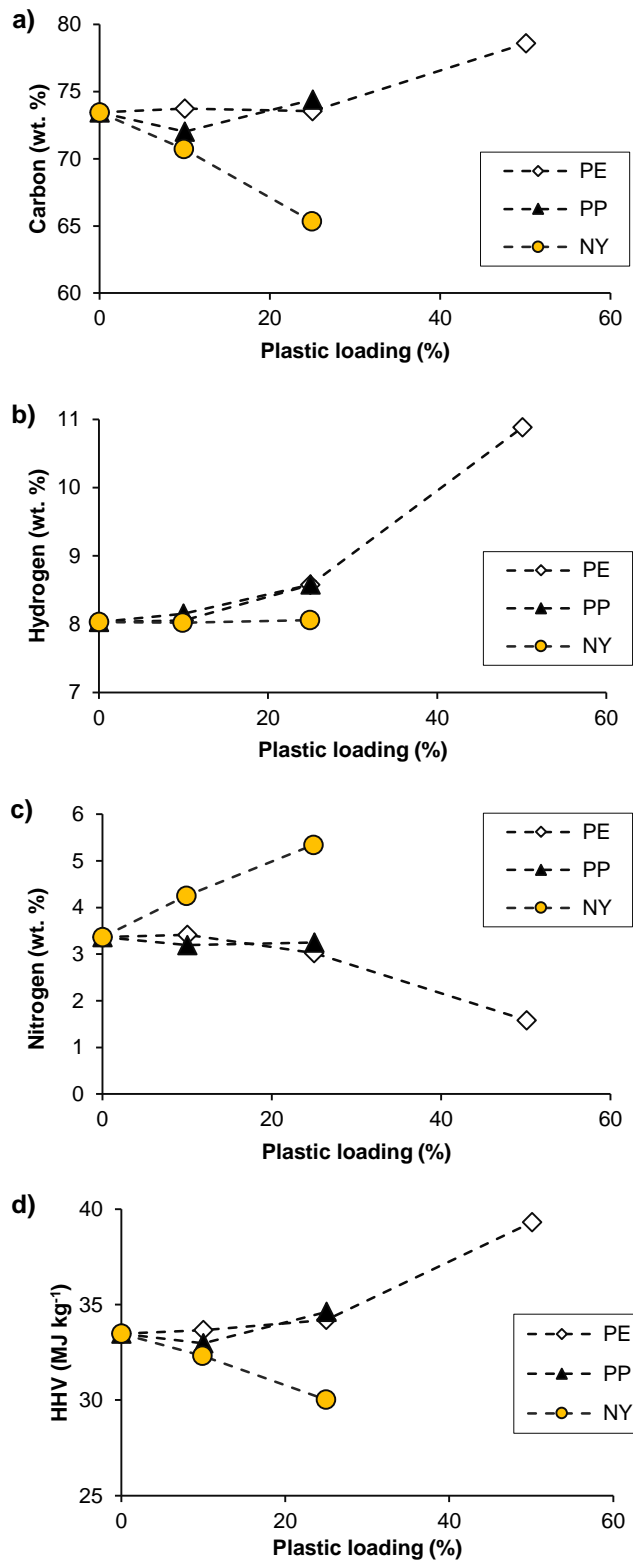 a)
80
75
70
65
60
Carbon (wt. %)
0
20
40
60
Plastic loading (%)
PE
PP
NY
b)
11
10
9
8
7
Hydrogen (wt. %)
0
20
40
60
Plastic loading (%)
PE
PP
NY
c)
6
5
4
3
2
1
0
Nitrogen (wt. %)
0
20
40
60
Plastic loading (%)
PE
PP
NY
d)
40
35
30
25
HHV (MJ kg⁻¹)
0
20
40
60
Plastic loading (%)
PE
PP
NY